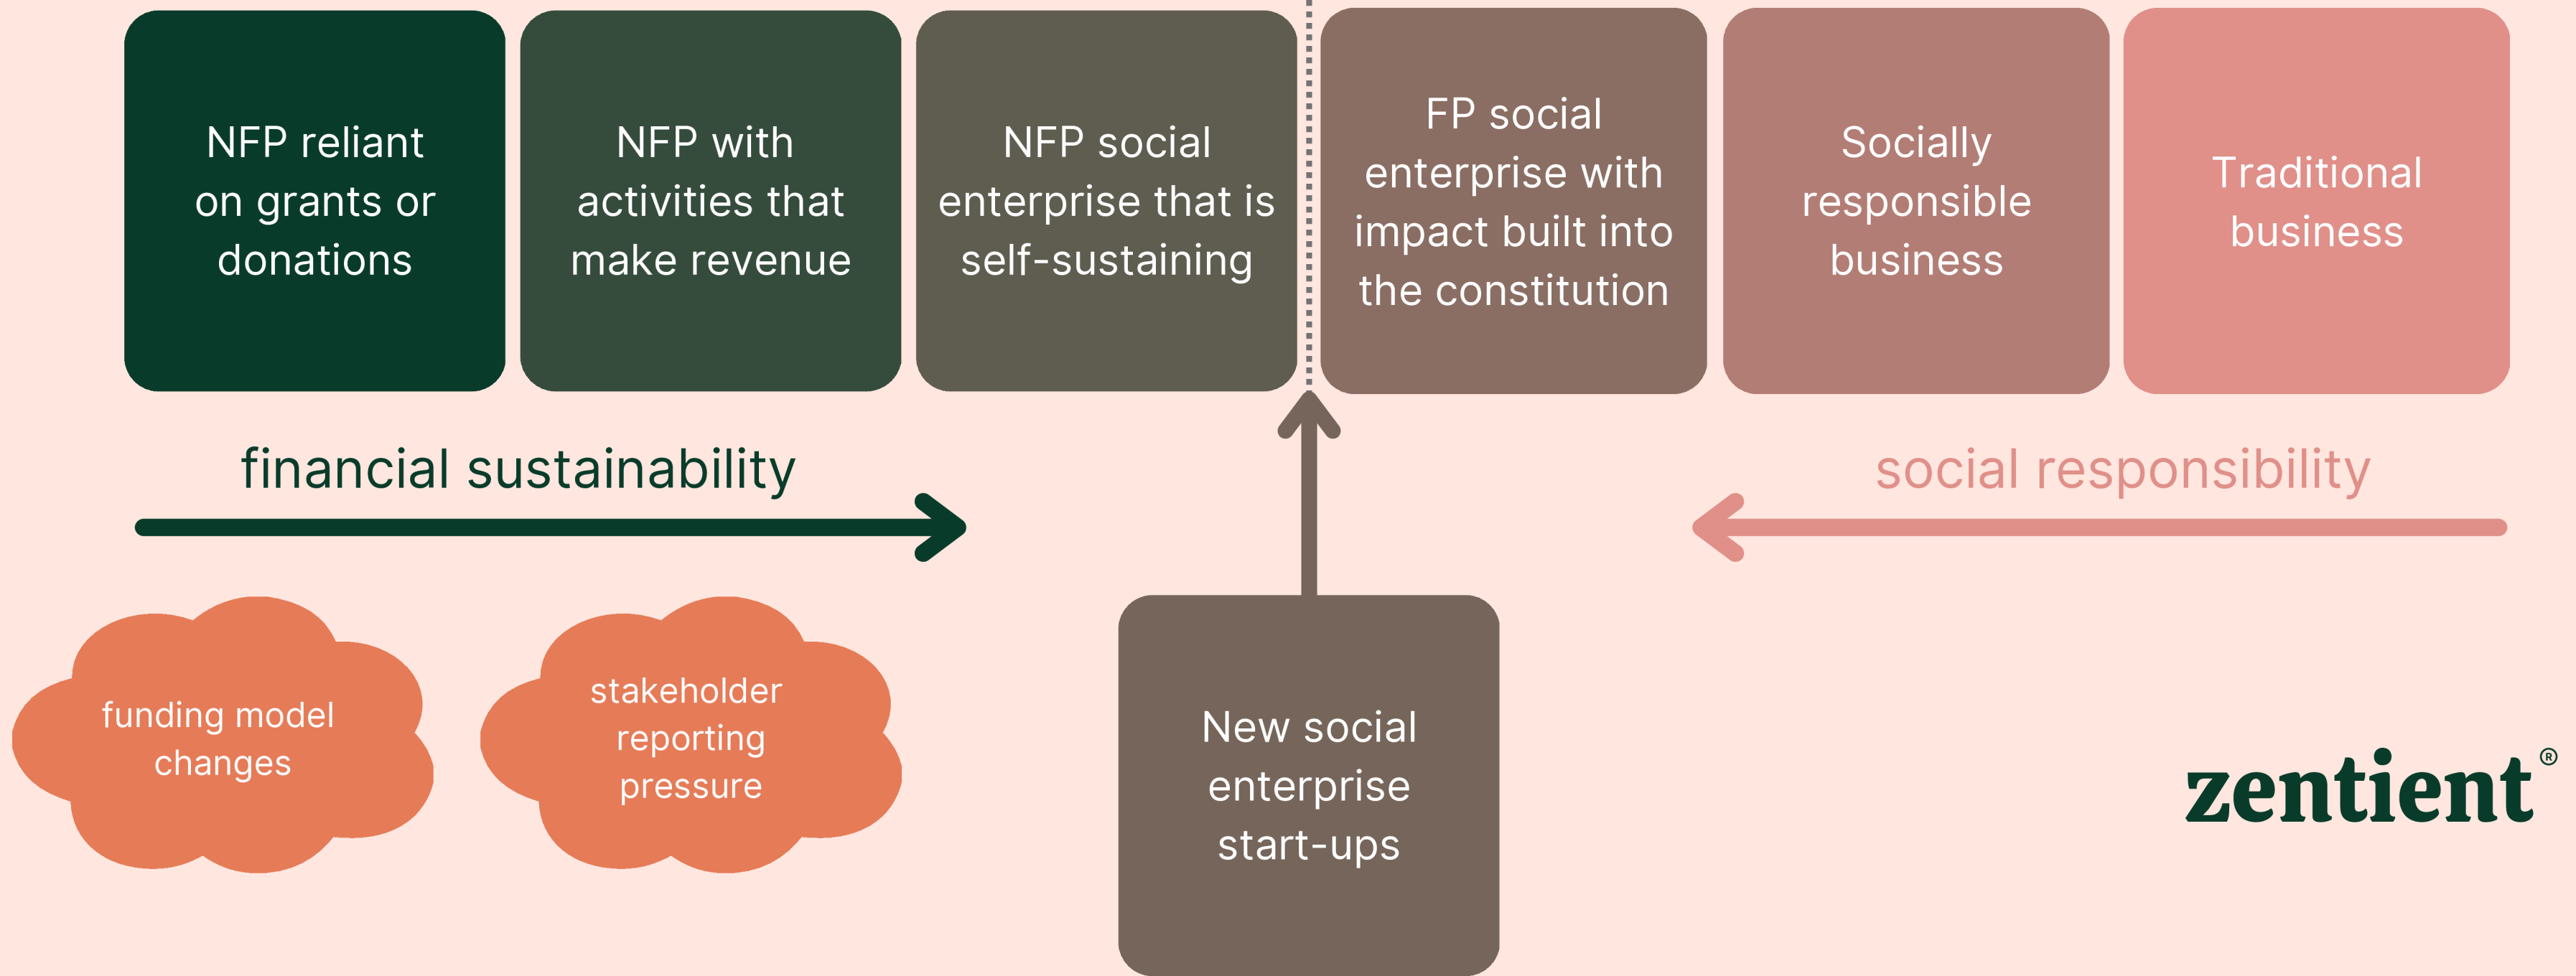 NFP reliant
on grants or
donations
NFP with
activities that
make revenue
NFP social
enterprise that is
self-sustaining
FP social
enterprise with
impact built into
the constitution
Socially
responsible
business
Traditional
business
financial sustainability
social responsibility
funding model
changes
stakeholder
reporting
pressure
New social
enterprise
start-ups
zentient®